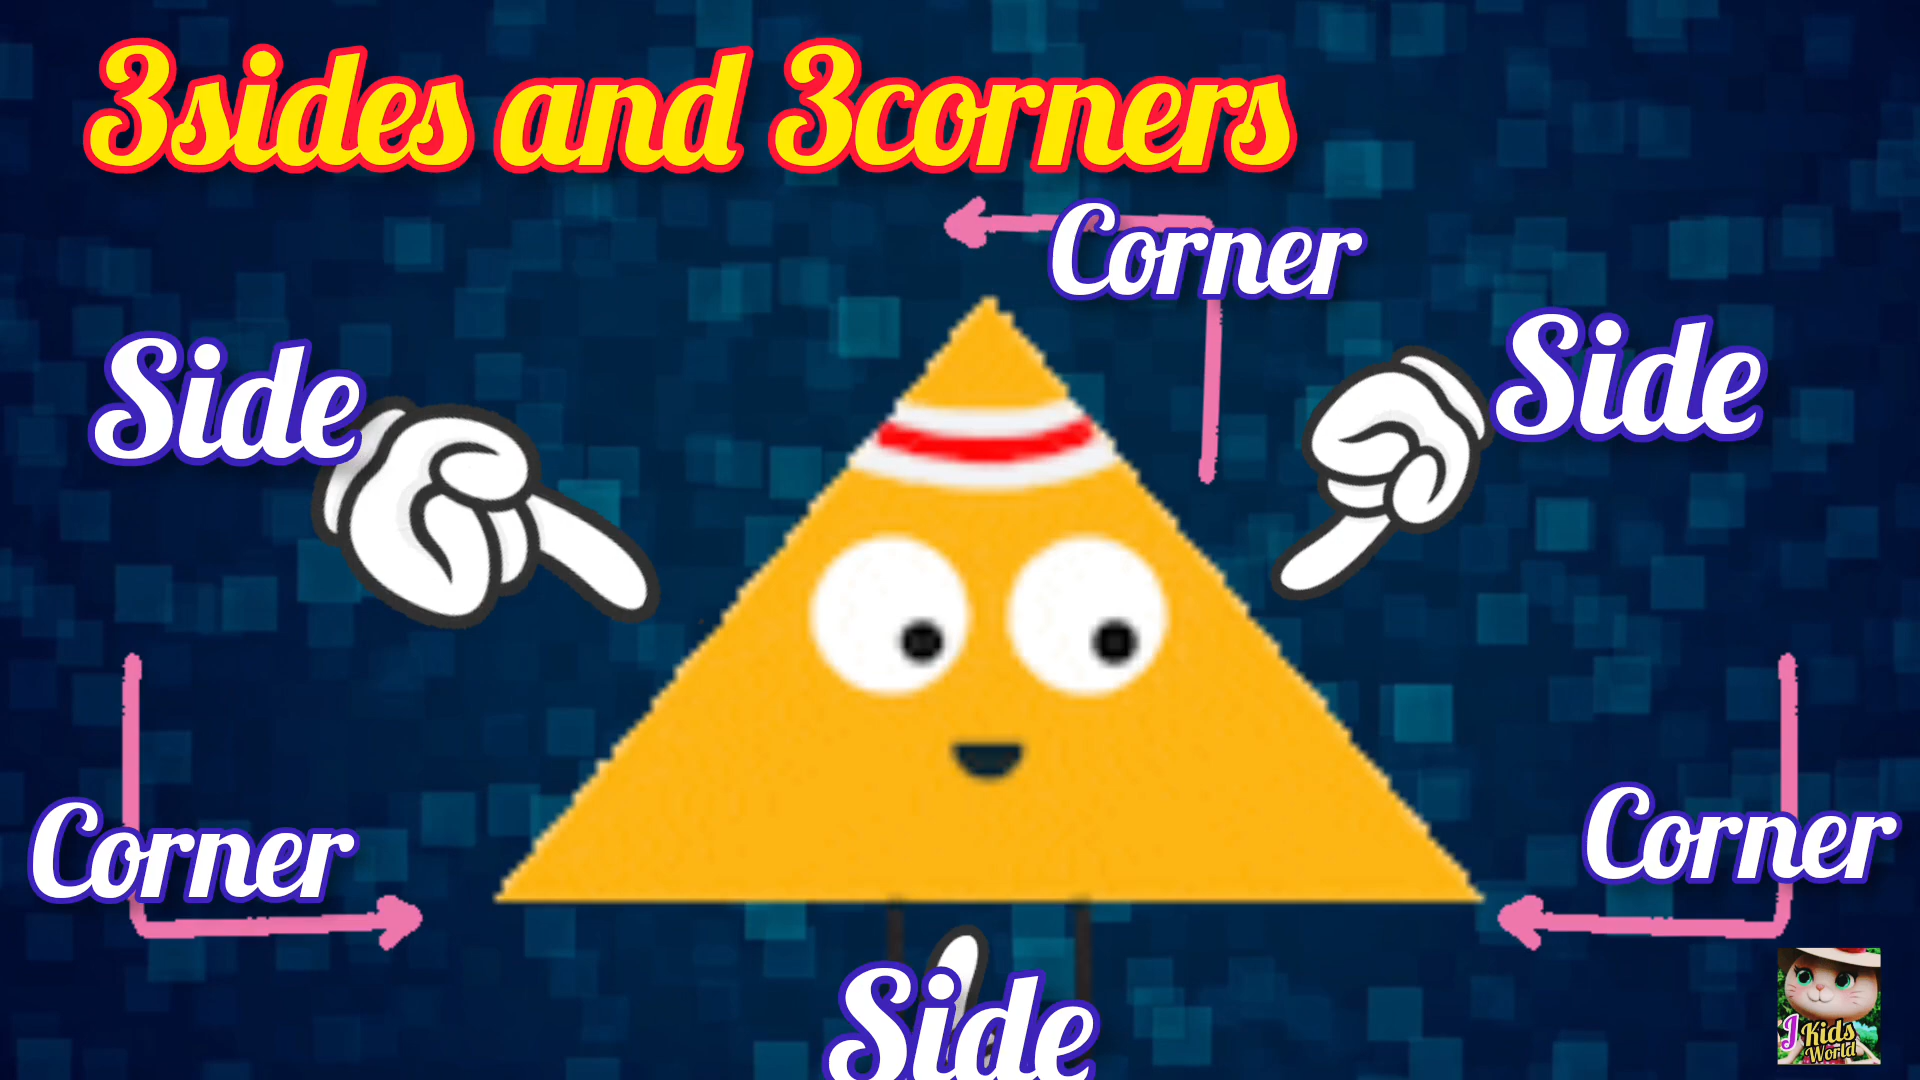 3sides and 3corners
Corner
Side
Side
Corner
Corner
Side
J Kids
World